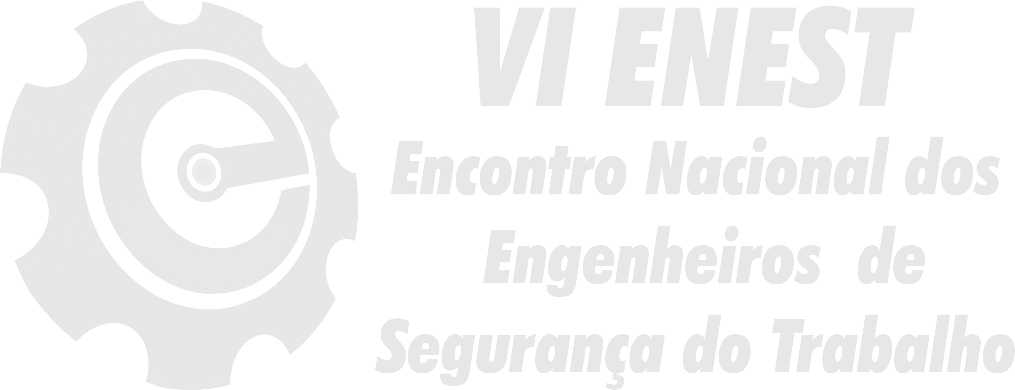 VI ENEST
Encontro Nacional dos
Engenheiros de
Segurança do Trabalho